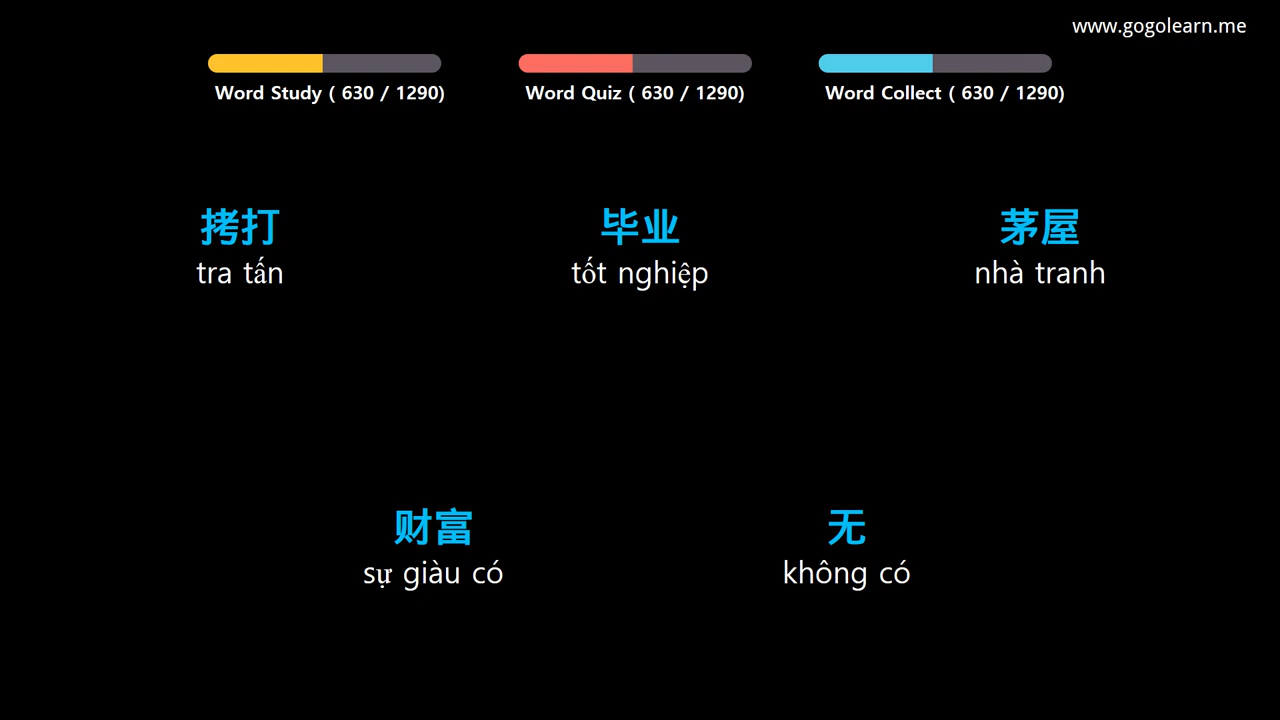 www.gogolearn.me
Word Study ( 630 / 1290)
Word Quiz ( 630 / 1290)
Word Collect ( 630 / 1290)
拷打
tra tấn
毕业
tốt nghiệp
茅屋
nhà tranh
财富
sự giàu có
无
không có